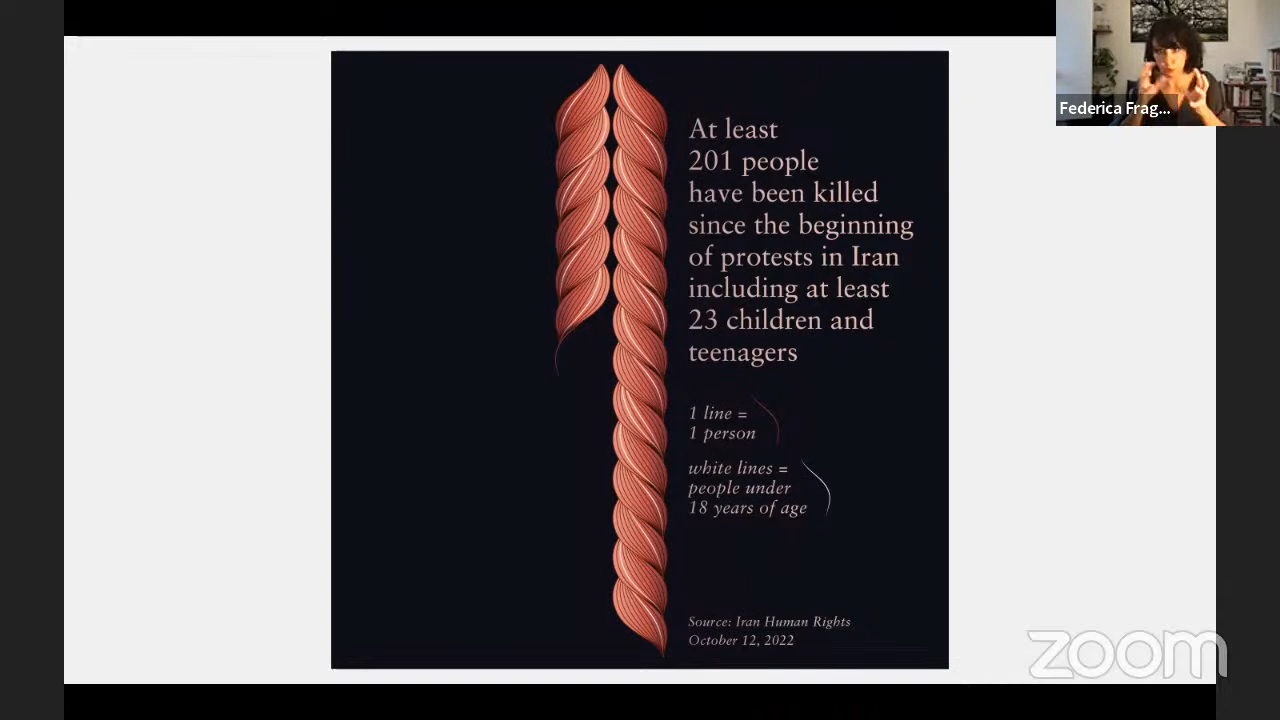 Federica Frag...
At least
201 people
have been killed
since the beginning
of protests in Iran
including at least
23 children and
teenagers
1 line =
1 person
white lines =
people under
18 years of age
Source: Iran Human Rights
October 12, 2022
zoom